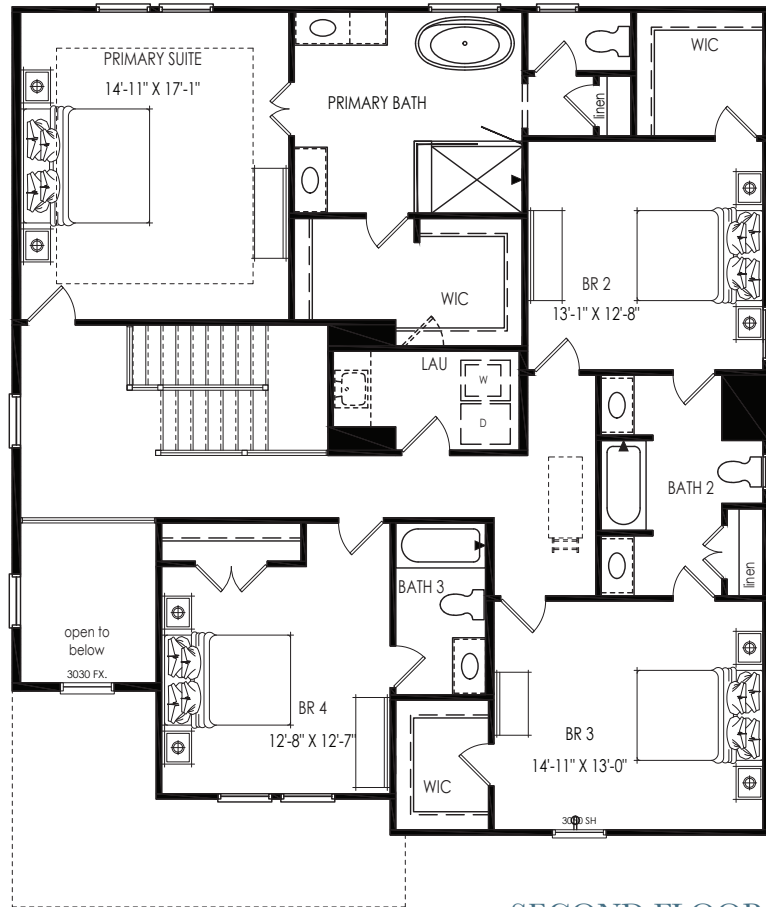 PRIMARY SUITE
14'-11" X 17'-1"
PRIMARY BATH
WIC
linen
BR 2
13'-1" X 12'-8"
WIC
LAU
W
D
BATH 2
linen
BATH 3
open to
below
3030 FX.
BR 4
12'-8" X 12'-7"
BR 3
14'-11" X 13'-0"
WIC
SH
SECOND FLOOR